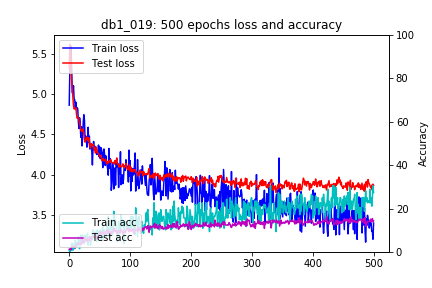 db1_019: 500 epochs loss and accuracy
Train loss
Test loss
Train acc
Test acc
Loss
5.5
5.0
4.5
4.0
3.5
Accuracy
100
80
60
40
20
0
0
100
200
300
400
500